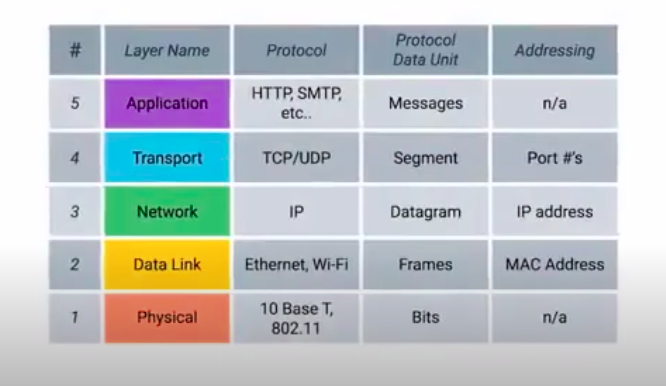 # Layer Name Protocol Protocol Data Unit Addressing
5 Application HTTP, SMTP, etc.. Messages n/a
4 Transport TCP/UDP Segment Port #'s
3 Network IP Datagram IP address
2 Data Link Ethernet, Wi-Fi Frames MAC Address
1 Physical 10 Base T, 802.11 Bits n/a